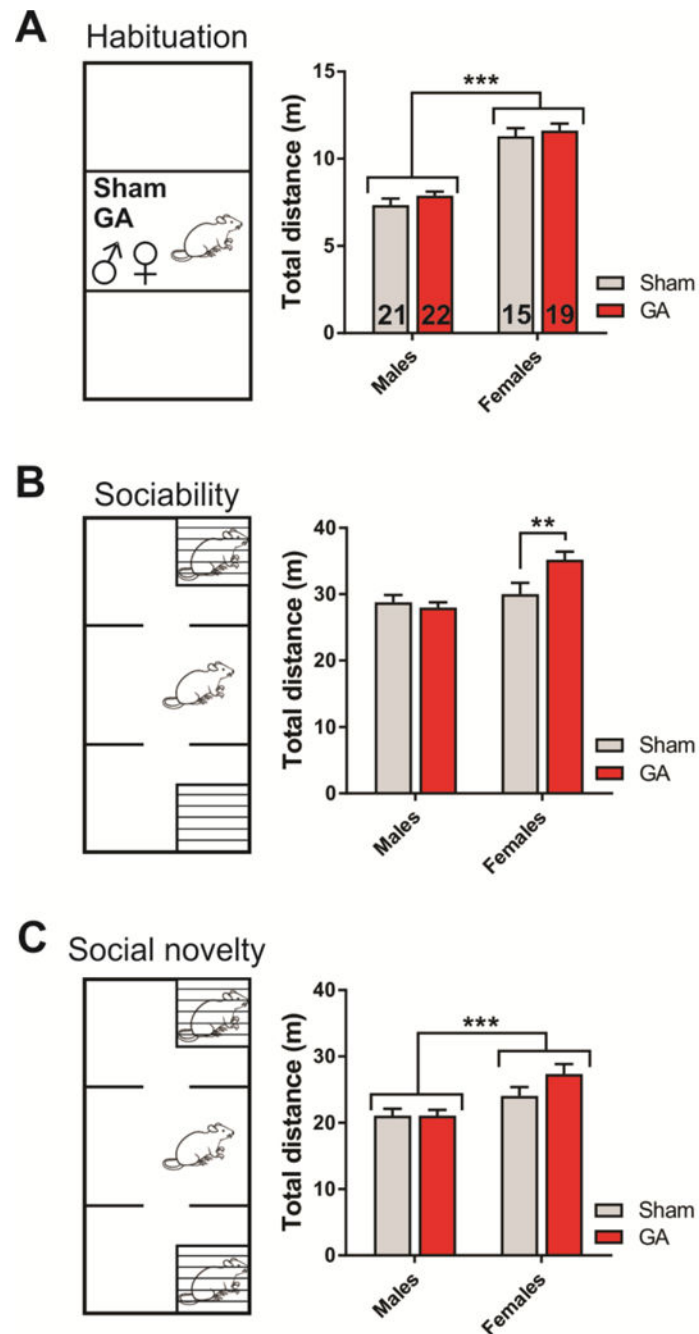 A
Habituation
Sham
GA
♂ ♀
Total distance (m)
15
10
5
0
***
21 22 15 19
Males
Females
Sham
GA
B
Sociability
Total distance (m)
40
30
20
10
0
**
Males
Females
Sham
GA
C
Social novelty
Total distance (m)
40
30
20
10
0
***
Males
Females
Sham
GA